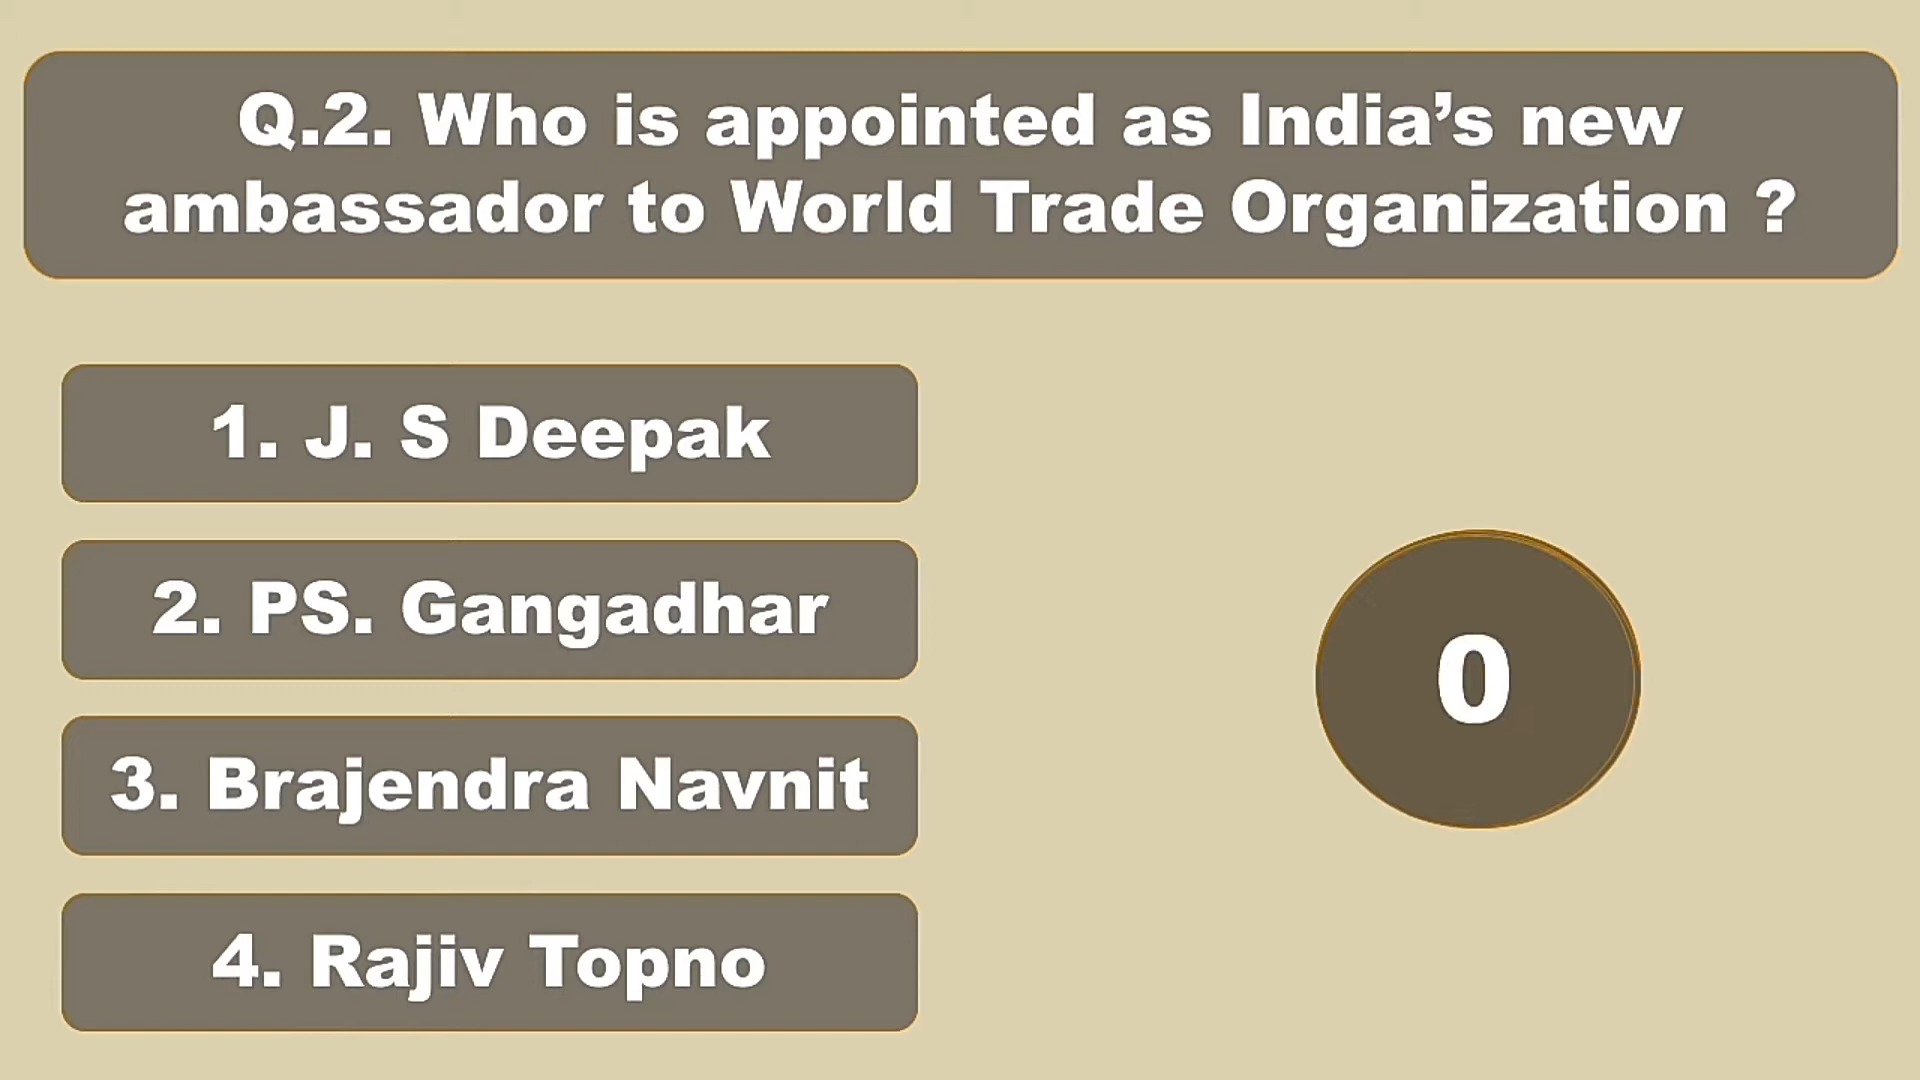 Q.2. Who is appointed as India’s new
ambassador to World Trade Organization ?
1. J. S Deepak
2. PS. Gangadhar
3. Brajendra Navnit
4. Rajiv Topno
0